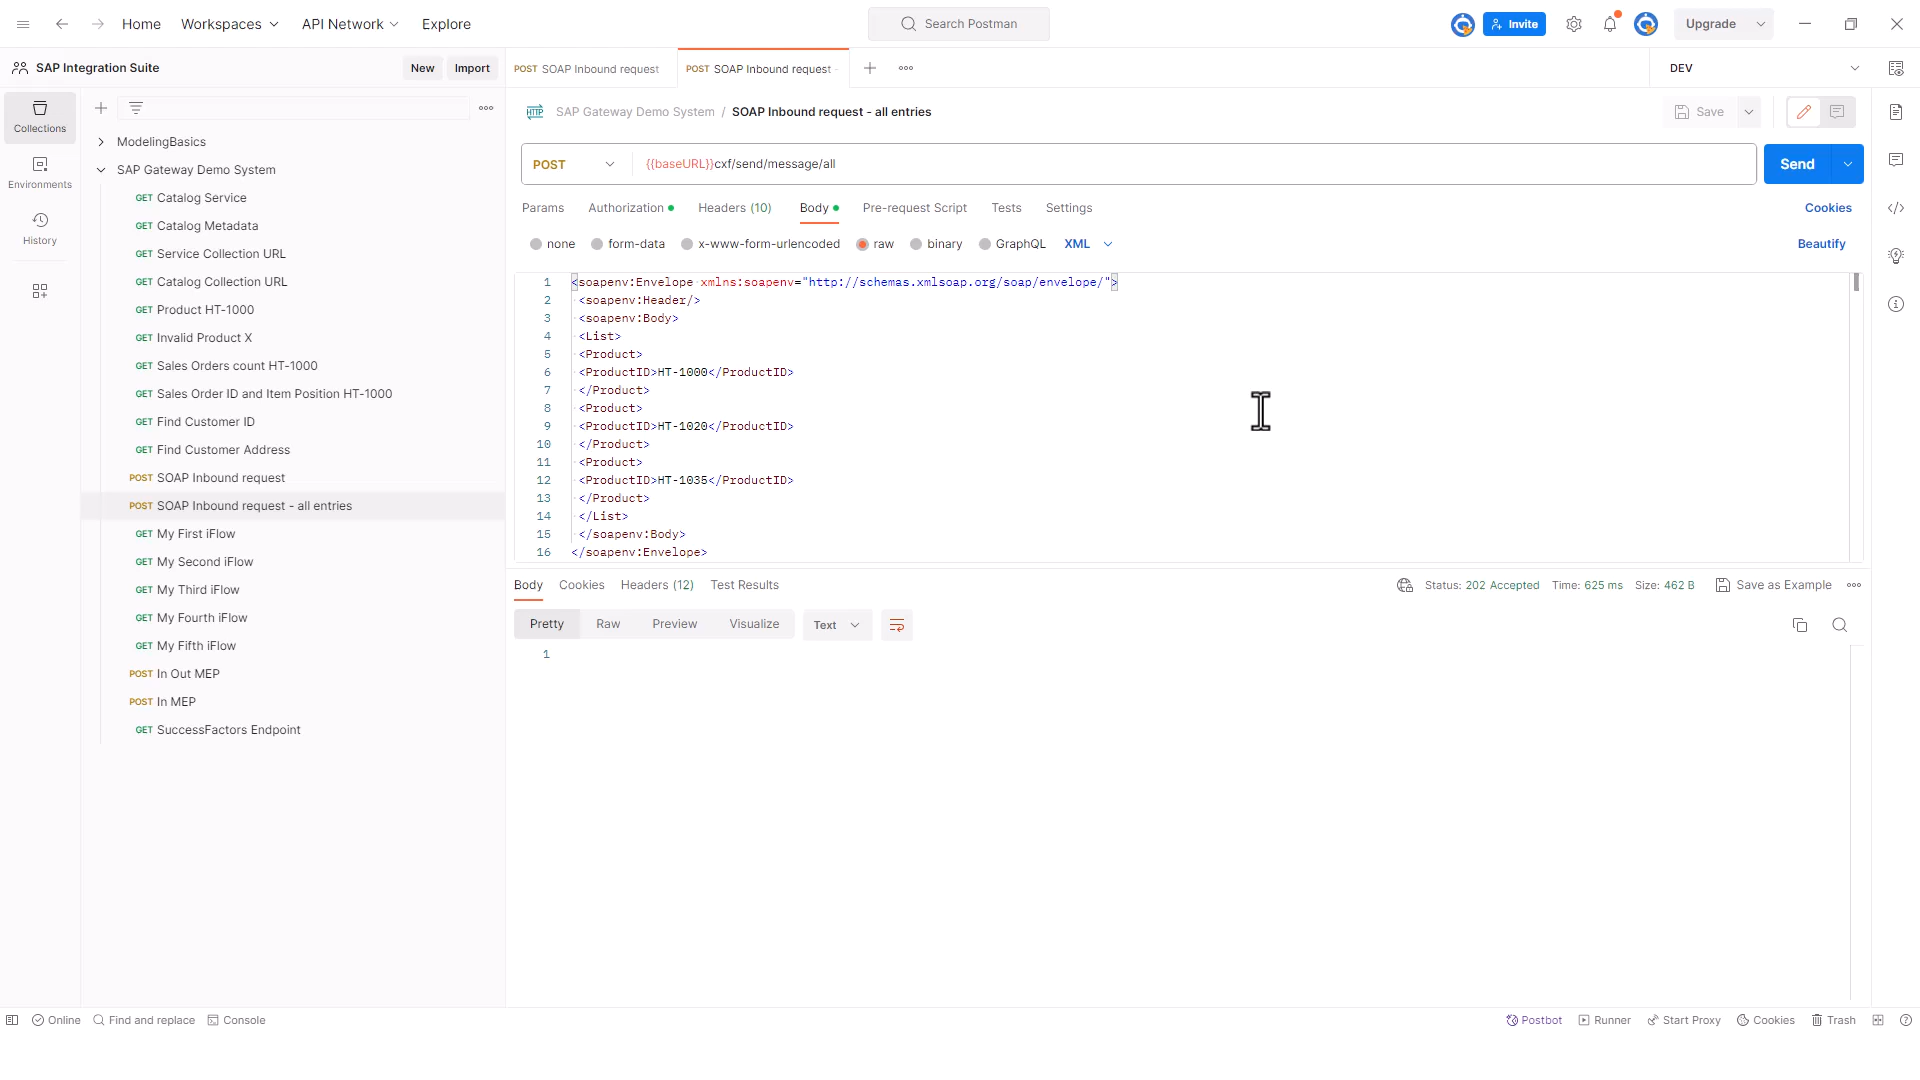 Home Workspaces API Network Explore Search Postman Invite Upgrade
SAP Integration Suite New Import POST SOAP Inbound request POST SOAP Inbound request DEV
SAP Gateway Demo System / SOAP Inbound request - all entries Save
Collections
Environments
History
ModelingBasics
SAP Gateway Demo System
GET Catalog Service
GET Catalog Metadata
GET Service Collection URL
GET Catalog Collection URL
GET Product HT-1000
GET Invalid Product X
GET Sales Orders count HT-1000
GET Sales Order ID and Item Position HT-1000
GET Find Customer ID
GET Find Customer Address
POST SOAP Inbound request
POST SOAP Inbound request - all entries
GET My First iFlow
GET My Second iFlow
GET My Third iFlow
GET My Fourth iFlow
GET My Fifth iFlow
POST In Out MEP
POST In MEP
GET SuccessFactors Endpoint
POST {{baseURL}}cxf/send/message/all Send
Params Authorization Headers (10) Body Pre-request Script Tests Settings Cookies
none form-data x-www-form-urlencoded raw binary GraphQL XML Beautify
1 <soapenv:Envelope xmlns:soapenv="http://schemas.xmlsoap.org/soap/envelope/">
2 <soapenv:Header/>
3 <soapenv:Body>
4 <List>
5 <Product>
6 <ProductID>HT-1000</ProductID>
7 </Product>
8 <Product>
9 <ProductID>HT-1020</ProductID>
10 </Product>
11 <Product>
12 <ProductID>HT-1035</ProductID>
13 </Product>
14 </List>
15 </soapenv:Body>
16 </soapenv:Envelope>
Body Cookies Headers (12) Test Results Status: 202 Accepted Time: 625 ms Size: 462 B Save as Example
Pretty Raw Preview Visualize Text
1
Online Find and replace Console Postbot Runner Start Proxy Cookies Trash